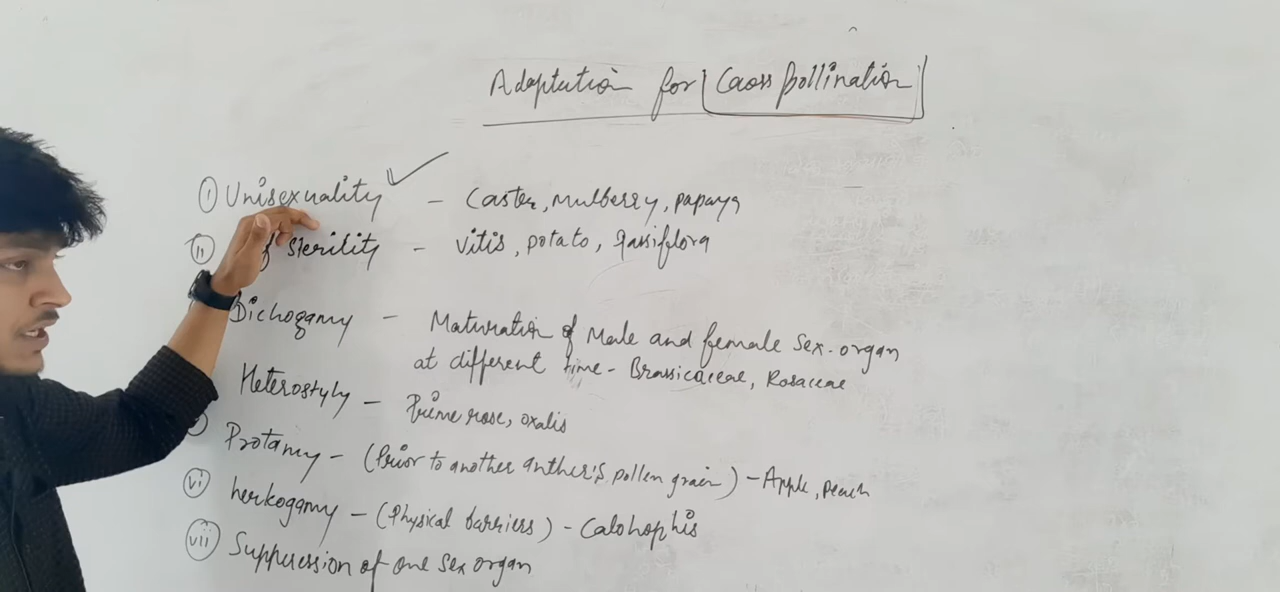 Adaptation for Cross Pollination
(i) Unisexuality ✓ - Caster, Mulberry, papaya
(ii) f sterility - Vitis, potato, Passiflora
Dichogamy - Maturation of Male and female sex-organ
at different time - Brassicaceae, Rosaceae
Heterostyly - Prime rose, oxalis
Protany - (Prior to another anther's pollen grain) - Apple, peach
(vi) herkogamy - (Physical barriers) - Calohophis
(vii) Suppression of one sex organ